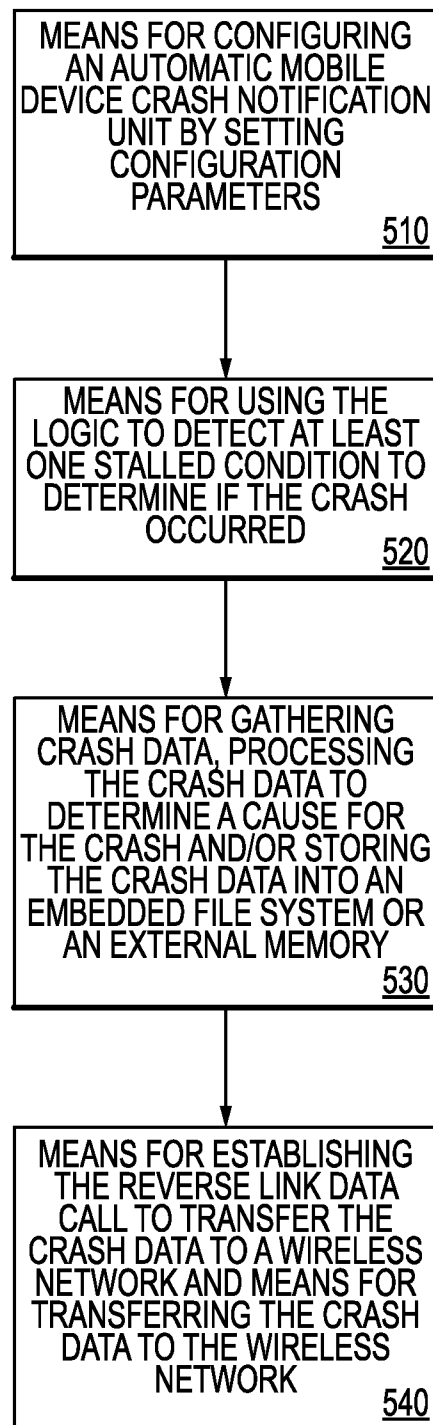 MEANS FOR CONFIGURING
AN AUTOMATIC MOBILE
DEVICE CRASH NOTIFICATION
UNIT BY SETTING
CONFIGURATION
PARAMETERS
510
MEANS FOR USING THE
LOGIC TO DETECT AT LEAST
ONE STALLED CONDITION TO
DETERMINE IF THE CRASH
OCCURRED
520
MEANS FOR GATHERING
CRASH DATA, PROCESSING
THE CRASH DATA TO
DETERMINE A CAUSE FOR
THE CRASH AND/OR STORING
THE CRASH DATA INTO AN
EMBEDDED FILE SYSTEM OR
AN EXTERNAL MEMORY
530
MEANS FOR ESTABLISHING
THE REVERSE LINK DATA
CALL TO TRANSFER THE
CRASH DATA TO A WIRELESS
NETWORK AND MEANS FOR
TRANSFERRING THE CRASH
DATA TO THE WIRELESS
NETWORK
540